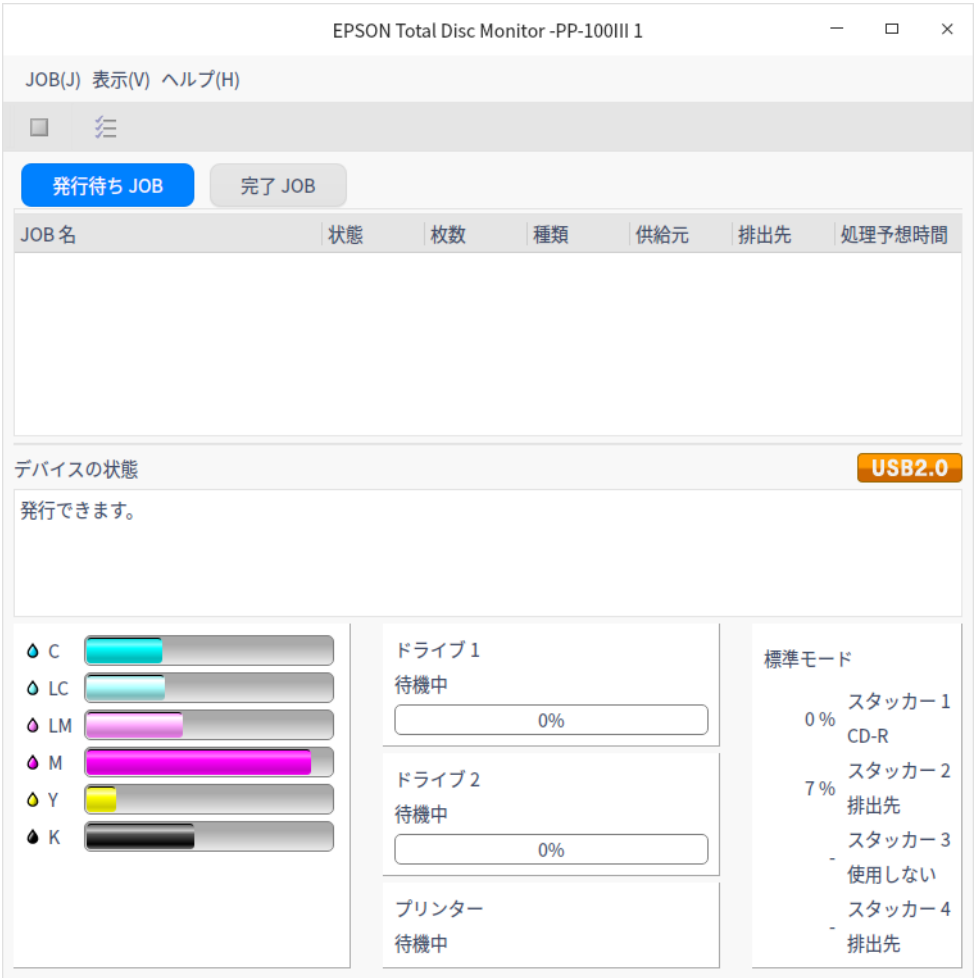 EPSON Total Disc Monitor -PP-100III 1
JOB(J) 表示(V) ヘルプ(H)
発行待ち JOB 完了 JOB
JOB 名 状態 枚数 種類 供給元 排出先 処理予想時間
デバイスの状態 USB2.0
発行できます。
C
LC
LM
M
Y
K
ドライブ 1
待機中
0%
ドライブ 2
待機中
0%
プリンター
待機中
標準モード
スタッカー 1
0 %
CD-R
スタッカー 2
7 %
排出先
スタッカー 3
-
使用しない
スタッカー 4
-
排出先